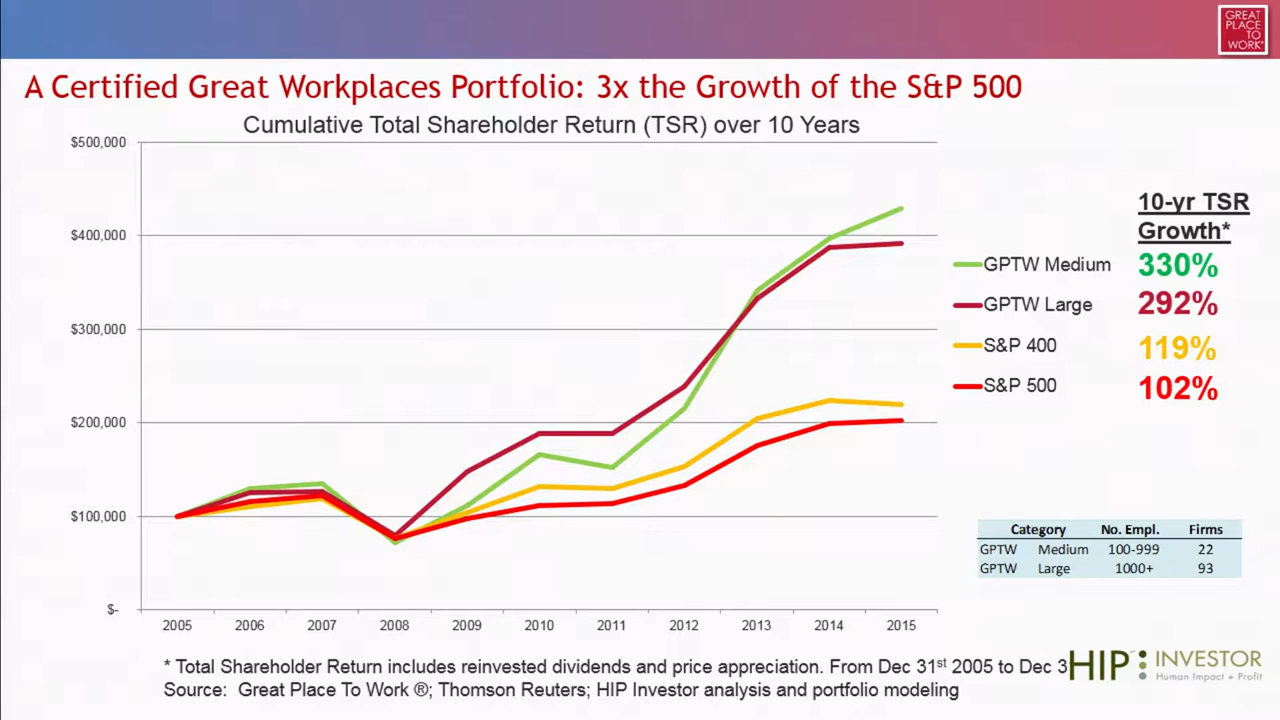 GREAT
PLACE
TO
WORK®
A Certified Great Workplaces Portfolio: 3x the Growth of the S&P 500
Cumulative Total Shareholder Return (TSR) over 10 Years
$500,000
$400,000
$300,000
$200,000
$100,000
$-
2005 2006 2007 2008 2009 2010 2011 2012 2013 2014 2015
10-yr TSR
Growth*
GPTW Medium 330%
GPTW Large 292%
S&P 400 119%
S&P 500 102%
Category No. Empl. Firms
GPTW Medium 100-999 22
GPTW Large 1000+ 93
* Total Shareholder Return includes reinvested dividends and price appreciation. From Dec 31st 2005 to Dec 3
Source: Great Place To Work ®; Thomson Reuters; HIP Investor analysis and portfolio modeling
HIP INVESTOR
Human Impact + Profit